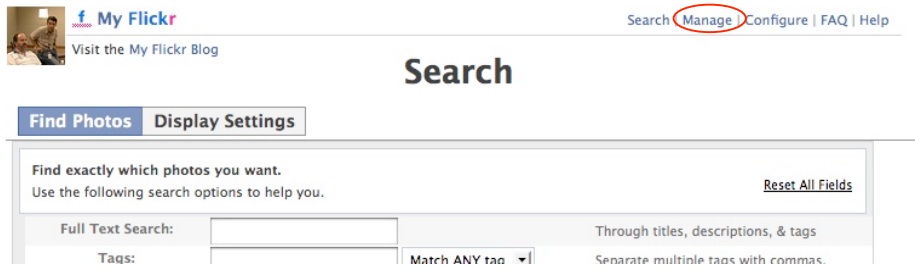 f My Flickr
Search | Manage | Configure | FAQ | Help
Visit the My Flickr Blog
Search
Find Photos Display Settings
Find exactly which photos you want.
Use the following search options to help you.
Reset All Fields
Full Text Search: Through titles, descriptions, & tags
Tags: Match ANY tag Separate multiple tags with commas.